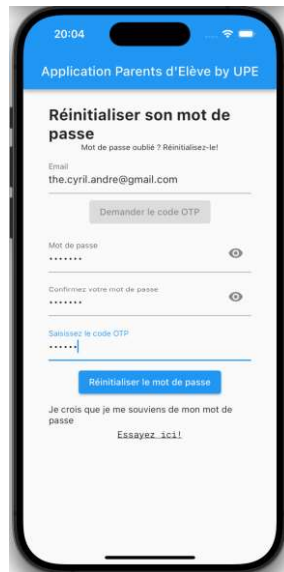 20:04
Application Parents d'Elève by UPE
Réinitialiser son mot de
passe
Mot de passe oublié ? Réinitialisez-le!
Email
the.cyril.andre@gmail.com
Demander le code OTP
Mot de passe
•••••••
Confirmez votre mot de passe
•••••••
Saisissez le code OTP
••••••
Réinitialiser le mot de passe
Je crois que je me souviens de mon mot de
passe
Essayez ici!